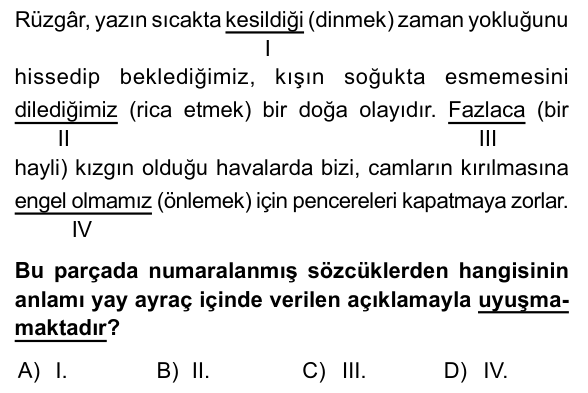 Rüzgâr, yazın sıcakta kesildiği (dinmek) zaman yokluğunu
I
hissedip beklediğimiz, kışın soğukta esmemesini
dilediğimiz (rica etmek) bir doğa olayıdır. Fazlaca (bir
II III
hayli) kızgın olduğu havalarda bizi, camların kırılmasına
engel olmamız (önlemek) için pencereleri kapatmaya zorlar.
IV
Bu parçada numaralanmış sözcüklerden hangisinin
anlamı yay ayraç içinde verilen açıklamayla uyuşma-
maktadır?
A) I. B) II. C) III. D) IV.